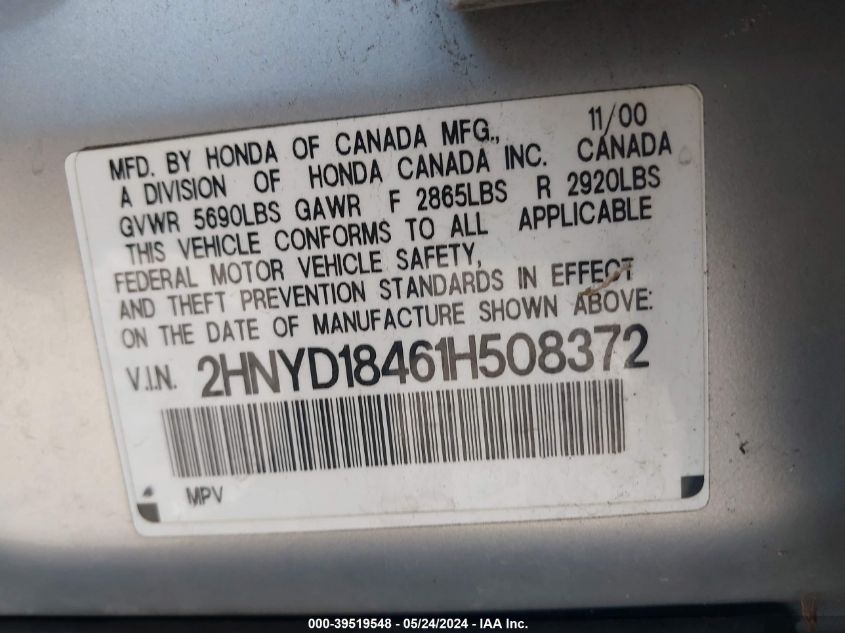 11/00
MFD. BY HONDA OF CANADA MFG.,
A DIVISION OF HONDA CANADA INC. CANADA
GVWR 5690LBS GAWR F 2865LBS R 2920LBS
THIS VEHICLE CONFORMS TO ALL APPLICABLE
FEDERAL MOTOR VEHICLE SAFETY,
AND THEFT PREVENTION STANDARDS IN EFFECT
ON THE DATE OF MANUFACTURE SHOWN ABOVE:
V.I.N. 2HNYD18461H508372
MPV
000-39519548 - 05/24/2024 - IAA Inc.